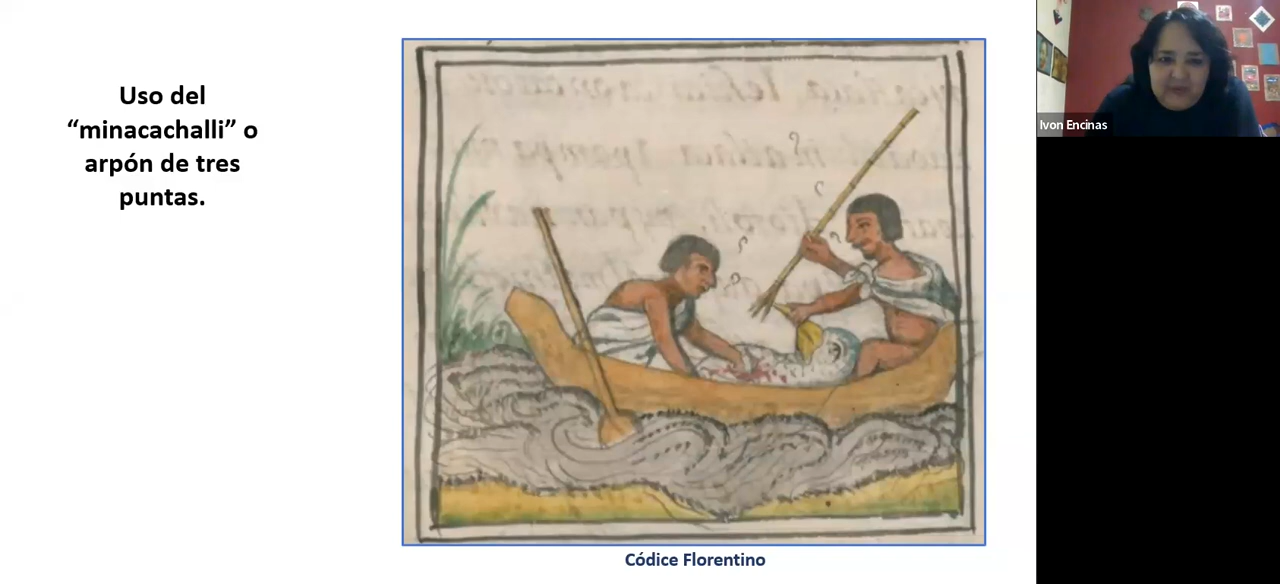 Uso del
“minacachalli” o
arpón de tres
puntas.
Códice Florentino
Ivon Encinas